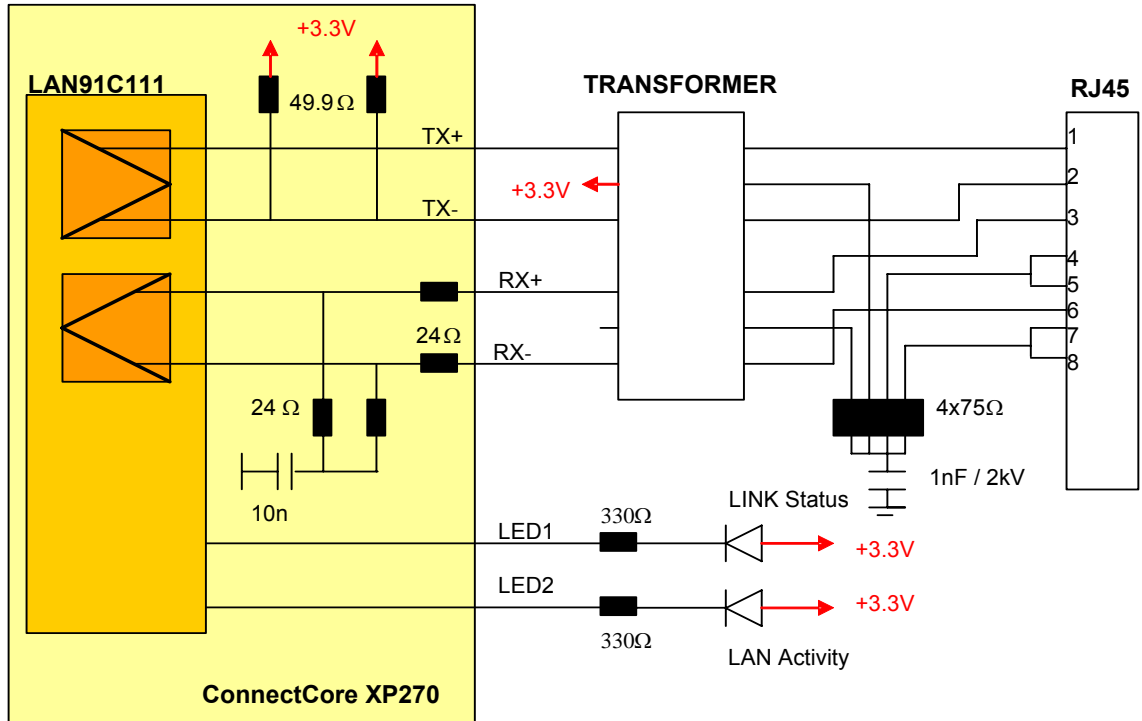 +3.3V
LAN91C111
TRANSFORMER
RJ45
49.9Ω
TX+
1
+3.3V
2
TX-
3
4
RX+
5
6
24Ω
7
RX-
8
24 Ω
4x75Ω
1nF / 2kV
10n
LINK Status
330Ω
LED1
+3.3V
LED2
+3.3V
330Ω
LAN Activity
ConnectCore XP270